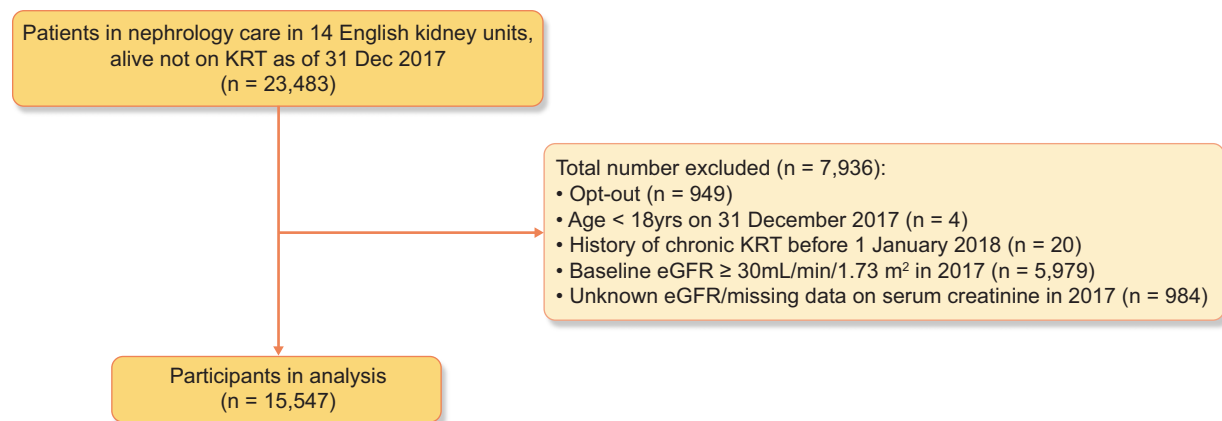 Patients in nephrology care in 14 English kidney units,
alive not on KRT as of 31 Dec 2017
(n = 23,483)
Total number excluded (n = 7,936):
• Opt-out (n = 949)
• Age < 18yrs on 31 December 2017 (n = 4)
• History of chronic KRT before 1 January 2018 (n = 20)
• Baseline eGFR ≥ 30mL/min/1.73 m² in 2017 (n = 5,979)
• Unknown eGFR/missing data on serum creatinine in 2017 (n = 984)
Participants in analysis
(n = 15,547)